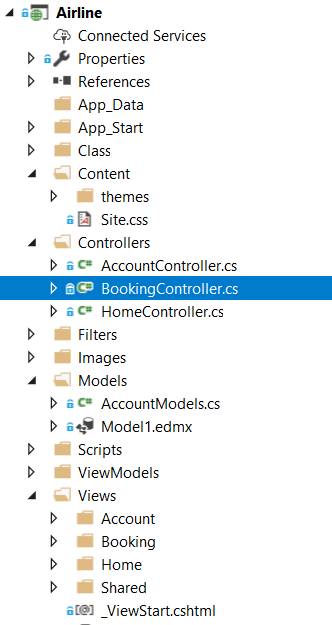 Airline
Connected Services
Properties
References
App_Data
App_Start
Class
Content
themes
Site.css
Controllers
C# AccountController.cs
C# BookingController.cs
C# HomeController.cs
Filters
Images
Models
C# AccountModels.cs
Model1.edmx
Scripts
ViewModels
Views
Account
Booking
Home
Shared
[@] _ViewStart.cshtml